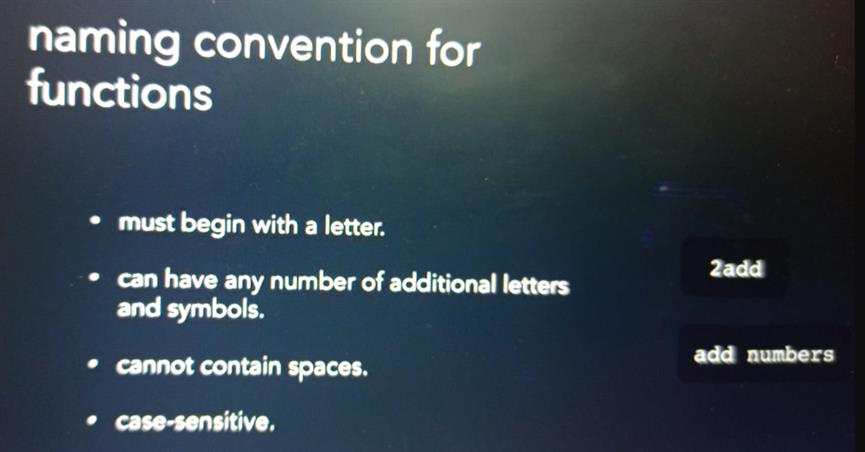 naming convention for
functions
• must begin with a letter.
• can have any number of additional letters
and symbols.
• cannot contain spaces.
• case-sensitive.
2add
add numbers